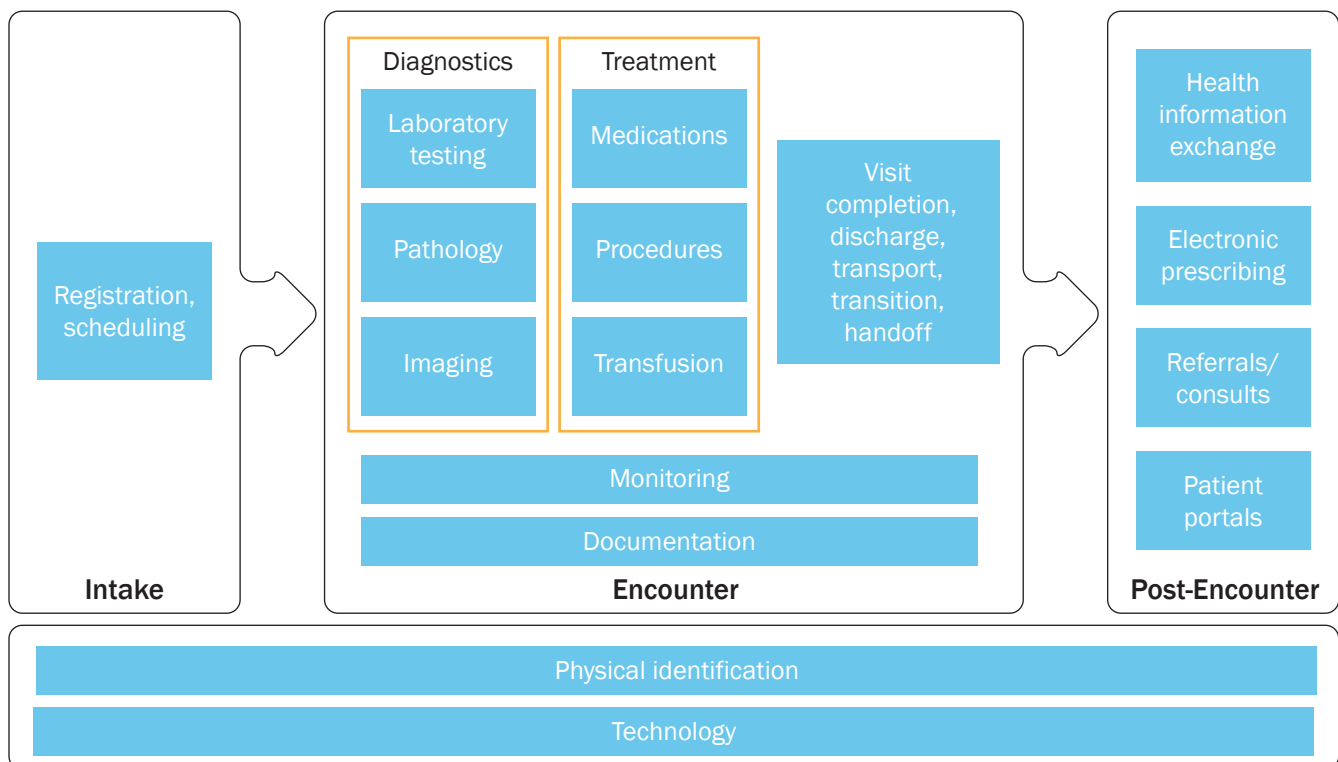 Registration,
scheduling
Intake
Diagnostics
Laboratory
testing
Pathology
Imaging
Treatment
Medications
Procedures
Transfusion
Visit
completion,
discharge,
transport,
transition,
handoff
Monitoring
Documentation
Encounter
Health
information
exchange
Electronic
prescribing
Referrals/
consults
Patient
portals
Post-Encounter
Physical identification
Technology